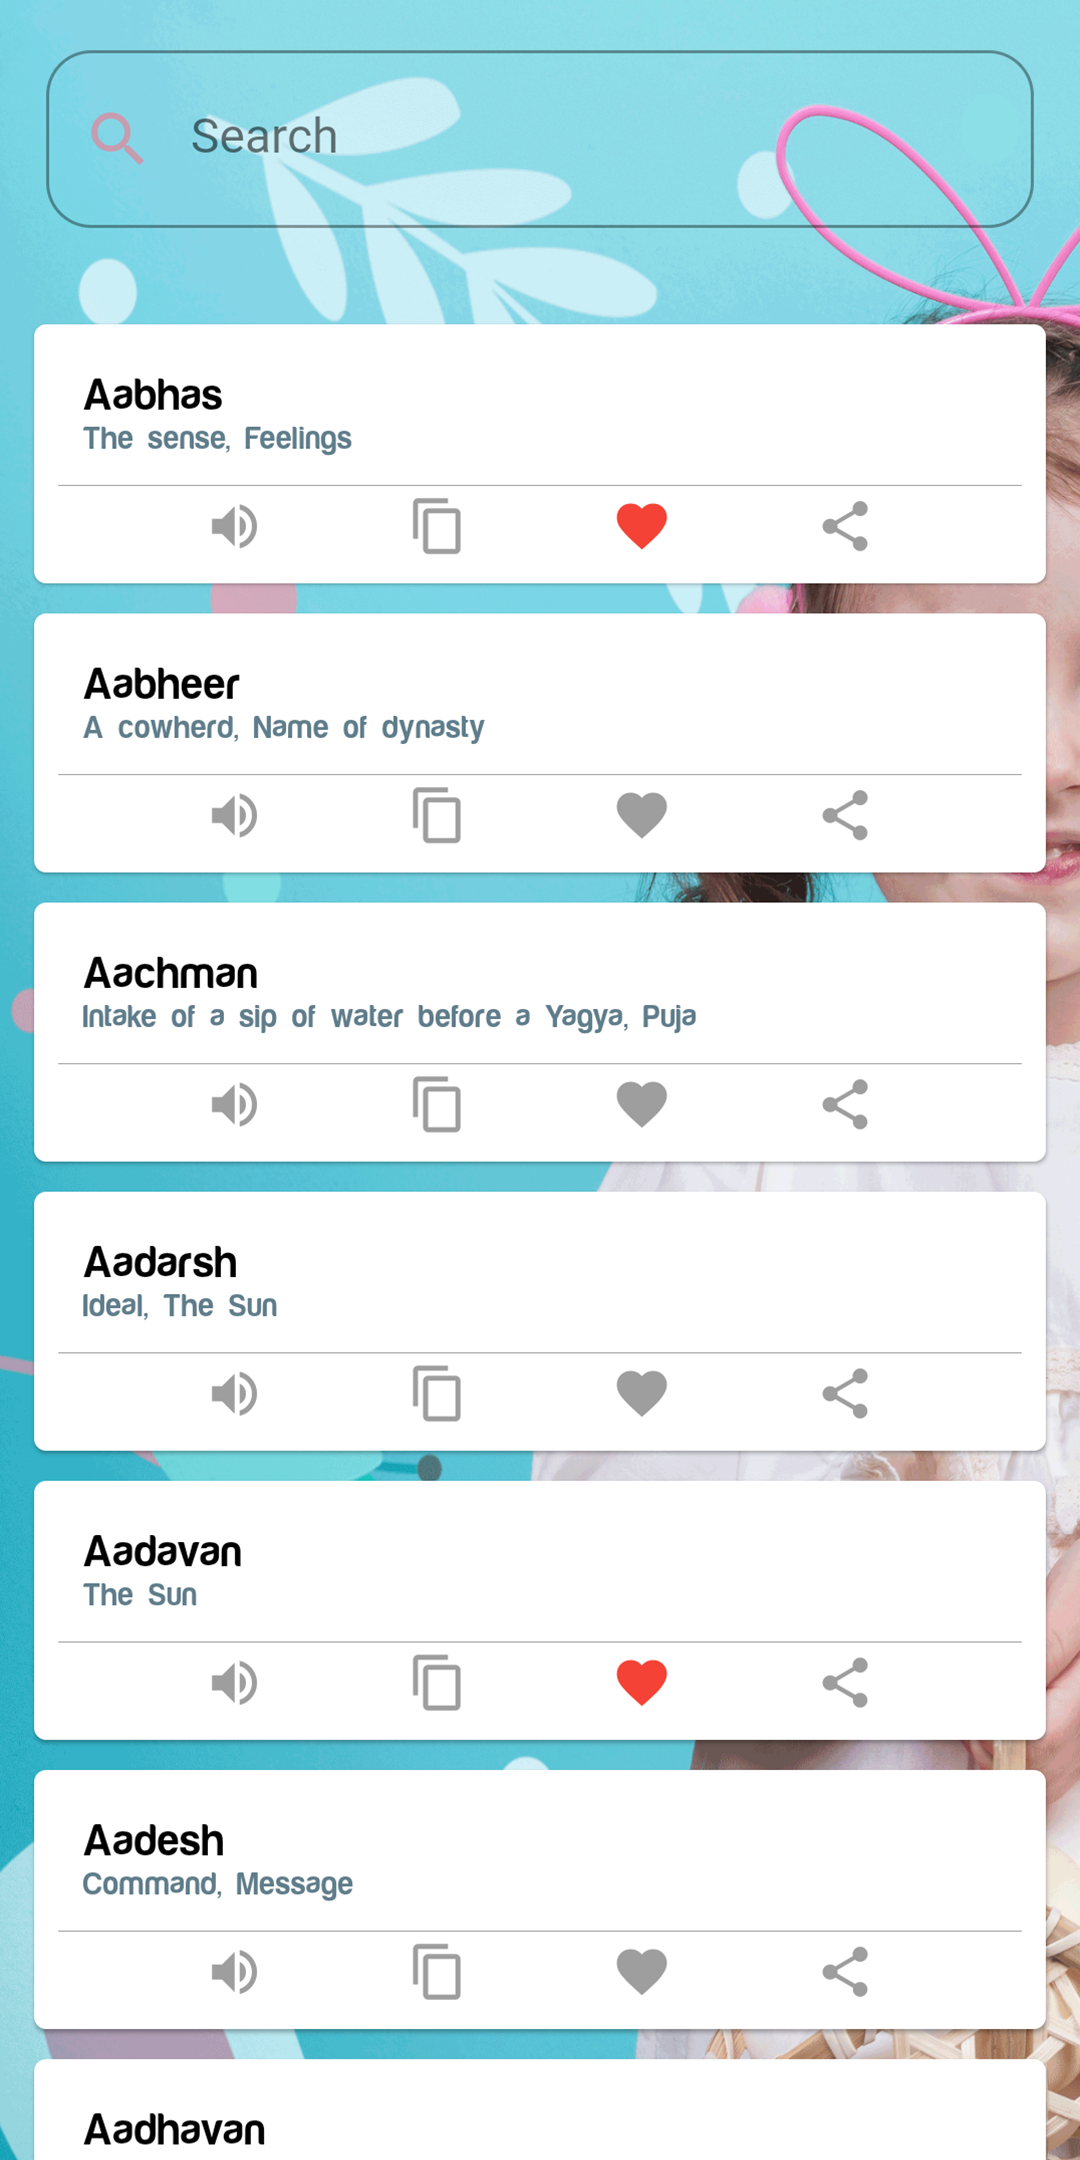 Search
Aabhas
The sense, Feelings
Aabheer
A cowherd, Name of dynasty
Aachman
Intake of a sip of water before a Yagya, Puja
Aadarsh
Ideal, The Sun
Aadavan
The Sun
Aadesh
Command, Message
Aadhavan